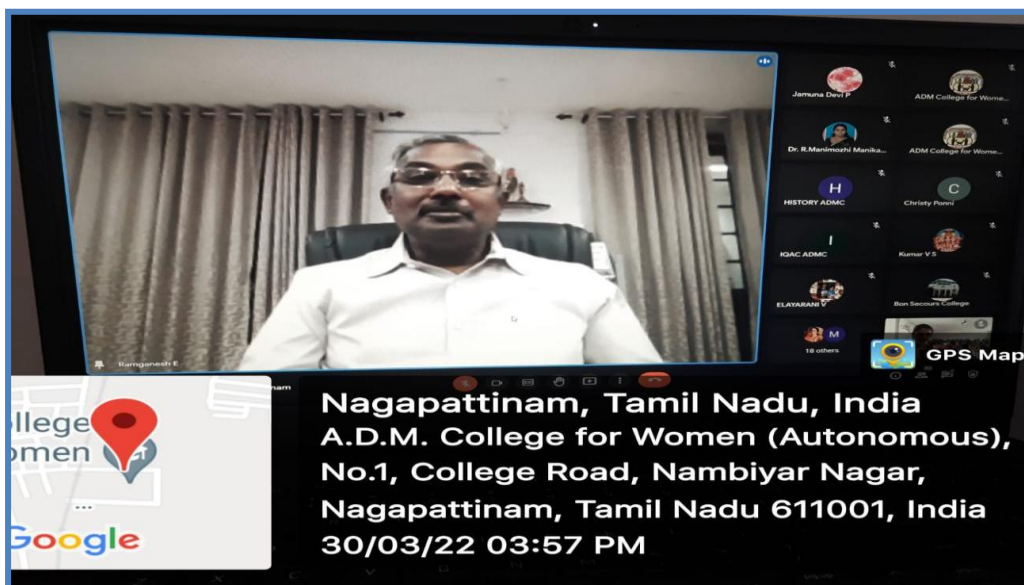 Jamuna Devi P
ADM College for Wome...
Dr. R.Manimozhi Manika...
ADM College for Wome...
H
HISTORY ADMC
C
Christy Ponni
I
IQAC ADMC
Kumar V S
ELAYARANI V
Bon Secours College
M
18 others
Ramganesh E
nam
GPS Map
llege
omen
...
Google
Nagapattinam, Tamil Nadu, India
A.D.M. College for Women (Autonomous),
No.1, College Road, Nambiyar Nagar,
Nagapattinam, Tamil Nadu 611001, India
30/03/22 03:57 PM